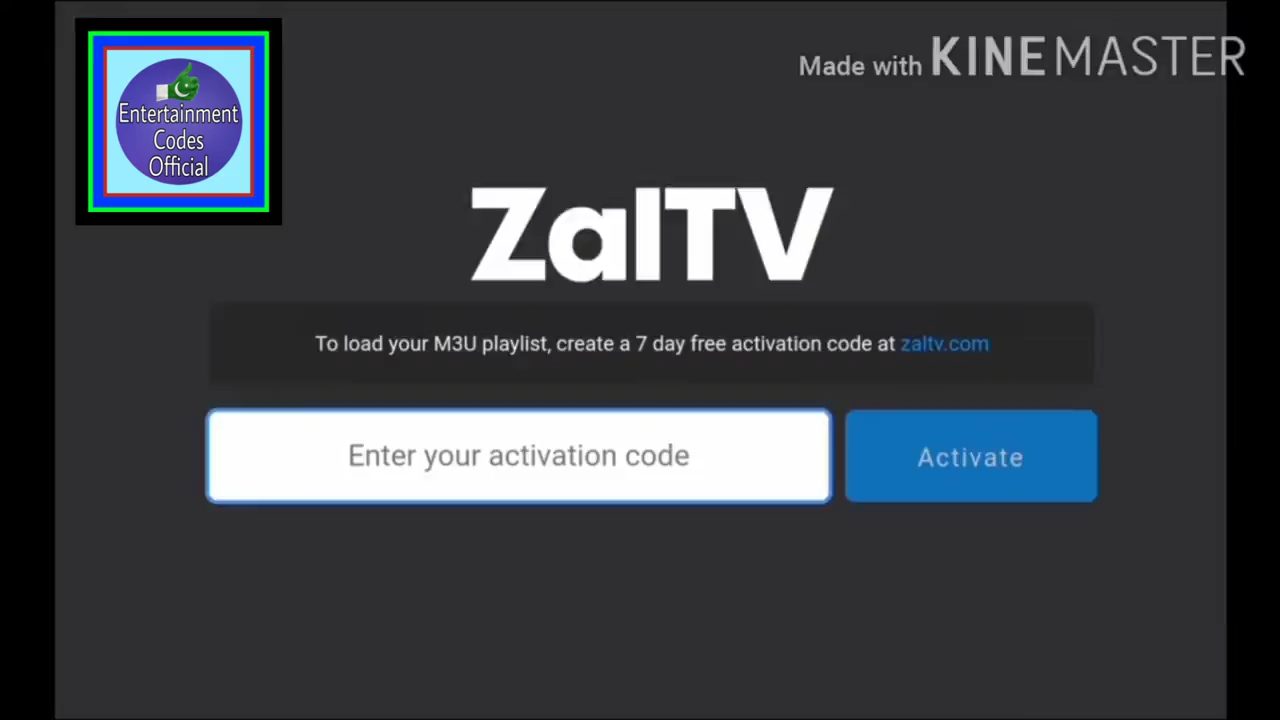 Entertainment
Codes
Official
Made with KINEMASTER
ZalTV
To load your M3U playlist, create a 7 day free activation code at zaltv.com
Enter your activation code
Activate